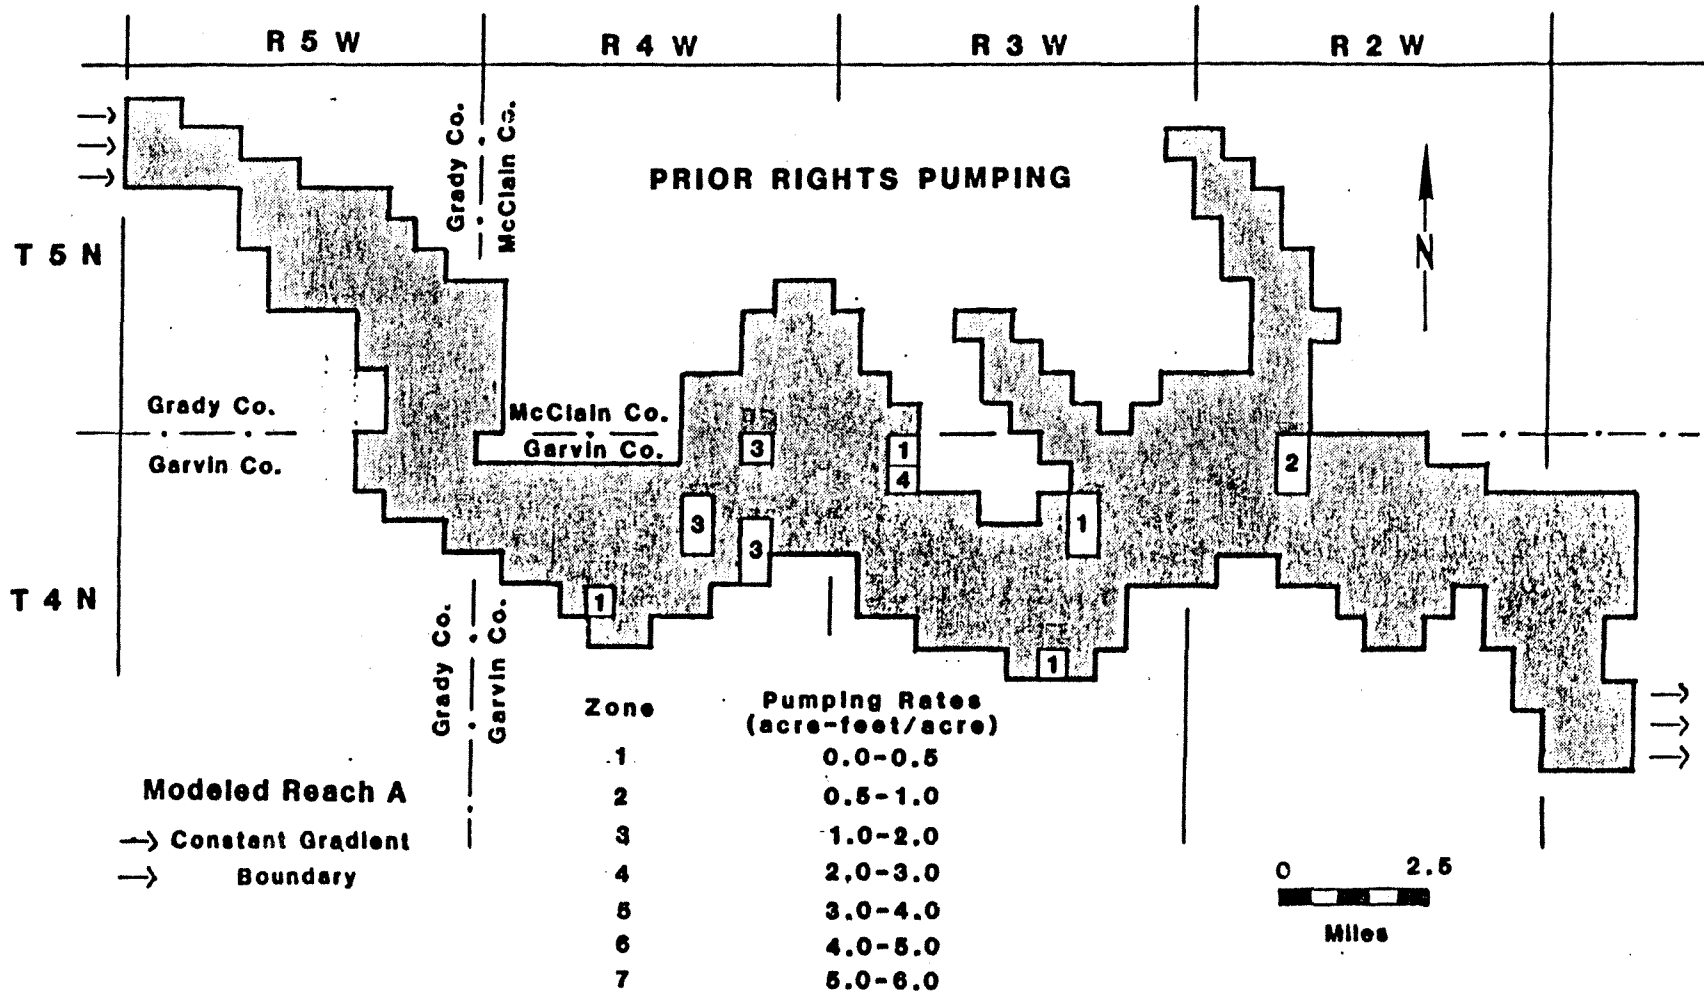 R 5 W R 4 W R 3 W R 2 W
Grady Co.
McClain Co.
PRIOR RIGHTS PUMPING
T 5 N
N
Grady Co.
McClain Co.
Garvin Co.
Garvin Co.
3
1
4
2
3
1
3
T 4 N
1
1
Grady Co.
Garvin Co.
Zone Pumping Rates
(acre-feet/acre)
1 0.0-0.5
2 0.5-1.0
3 1.0-2.0
4 2.0-3.0
5 3.0-4.0
6 4.0-5.0
7 5.0-6.0
Modeled Reach A
Constant Gradient
Boundary
0 2.5
Miles